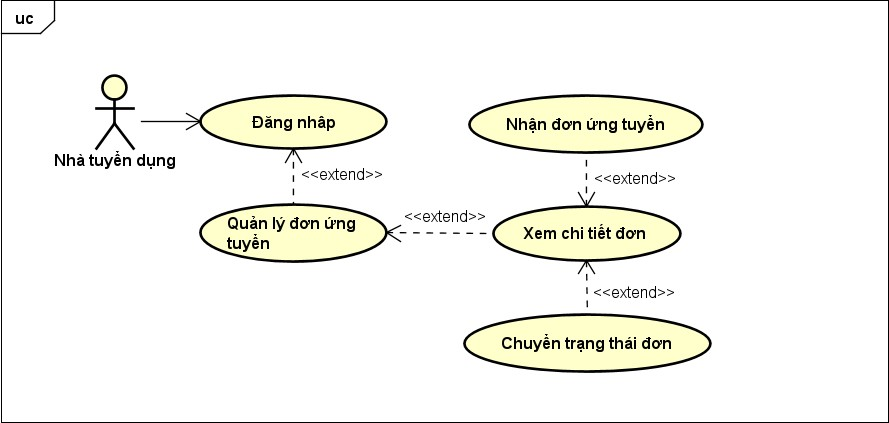 uc
Đăng nhâp
Nhận đơn ứng tuyển
Nhà tuyển dụng
<<extend>>
<<extend>>
Quản lý đơn ứng
tuyển
<<extend>>
Xem chi tiết đơn
<<extend>>
Chuyển trạng thái đơn